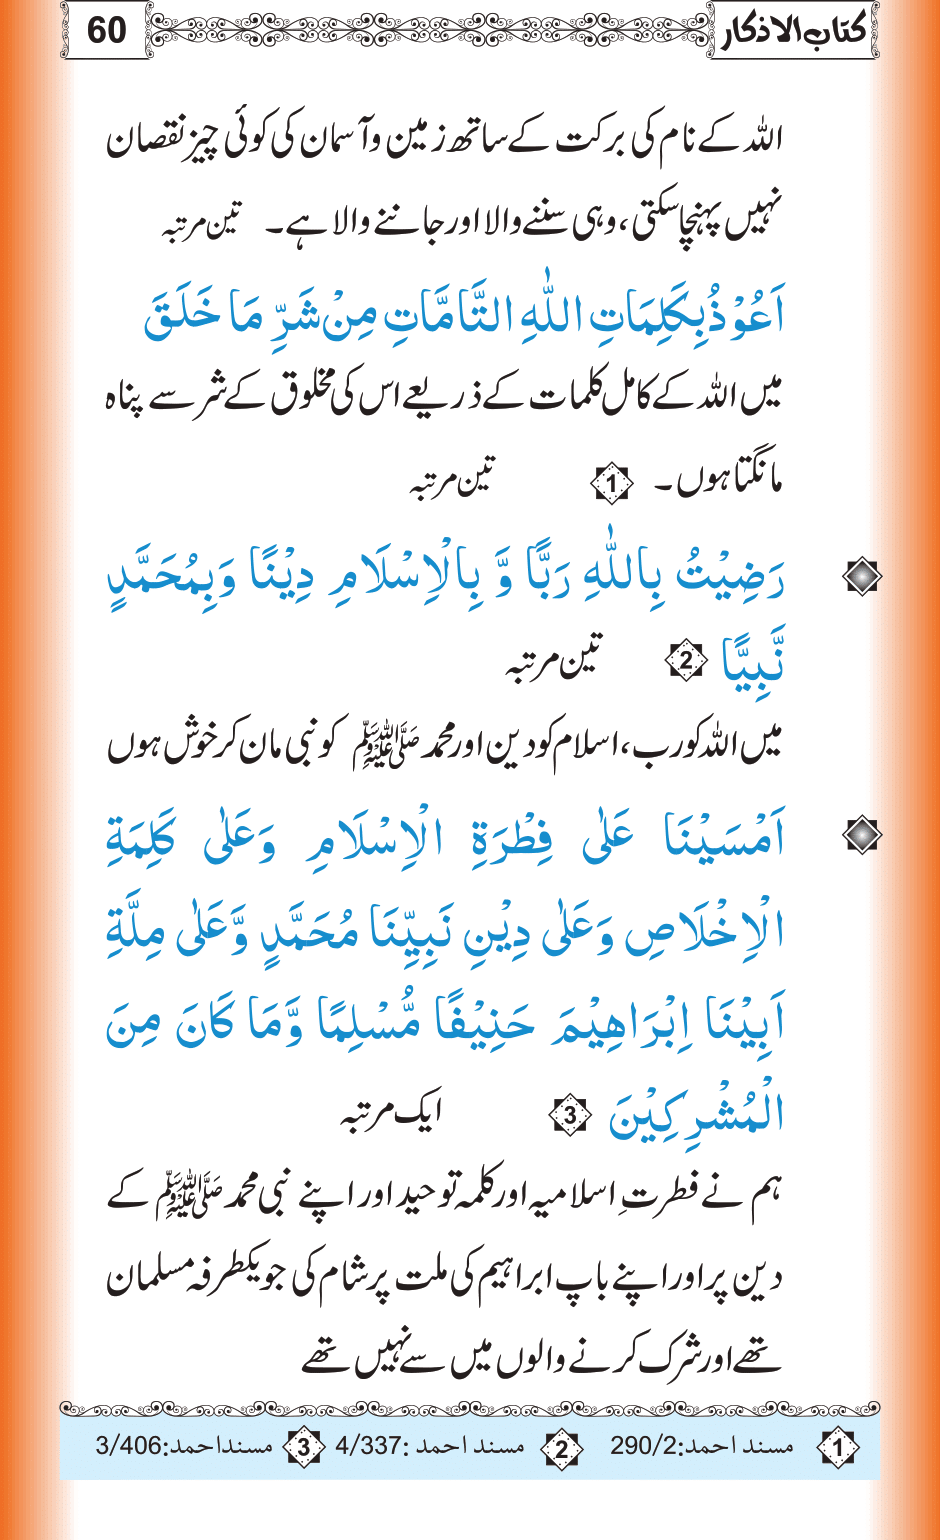 کتاب الاذکار 60
اللہ کے نام کی برکت کے ساتھ زمین و آسمان کی کوئی چیز نقصان
نہیں پہنچا سکتی، وہی سننے والا اور جاننے والا ہے۔ تین مرتبہ
اَعُوْذُ بِکَلِمَاتِ اللّٰهِ التَّامَّاتِ مِنْ شَرِّ مَا خَلَقَ
میں اللہ کے کامل کلمات کے ذریعے اس کی مخلوق کے شر سے پناہ
مانگتا ہوں۔ 1 تین مرتبہ
رَضِيْتُ بِاللّٰهِ رَبًّا وَّ بِالْاِسْلَامِ دِيْنًا وَبِمُحَمَّدٍ
نَّبِيًّا 2 تین مرتبہ
میں اللہ کو رب، اسلام کو دین اور محمد ﷺ کو نبی مان کر خوش ہوں
اَمْسَيْنَا عَلٰی فِطْرَةِ الْاِسْلَامِ وَعَلٰی کَلِمَةِ
الْاِخْلَاصِ وَعَلٰی دِيْنِ نَبِيِّنَا مُحَمَّدٍ وَّعَلٰی مِلَّةِ
اَبِيْنَا اِبْرَاهِيْمَ حَنِيْفًا مُّسْلِمًا وَّمَا کَانَ مِنَ
الْمُشْرِکِيْنَ 3 ایک مرتبہ
ہم نے فطرتِ اسلامیہ اور کلمہ توحید اور اپنے نبی محمد ﷺ کے
دین پر اور اپنے باپ ابراہیم کی ملت پر شام کی جو یکطرفہ مسلمان
تھے اور شرک کرنے والوں میں سے نہیں تھے
1 مسند احمد:290/2 2 مسند احمد: 4/337 3 مسند احمد:3/406